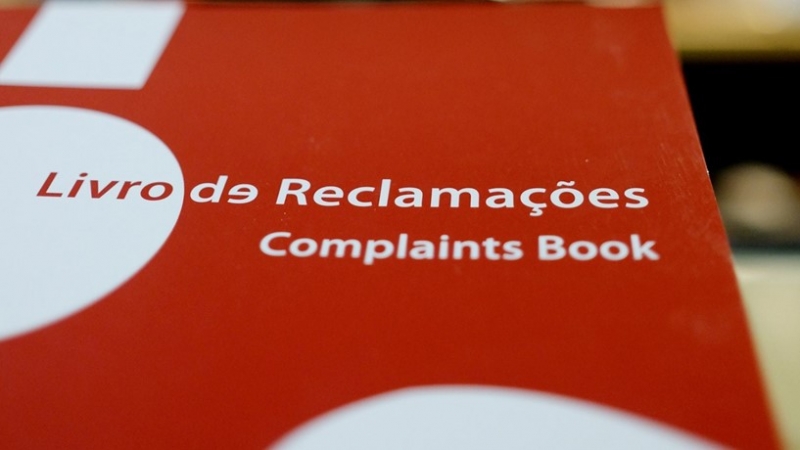 Livro de Reclamações
Complaints Book